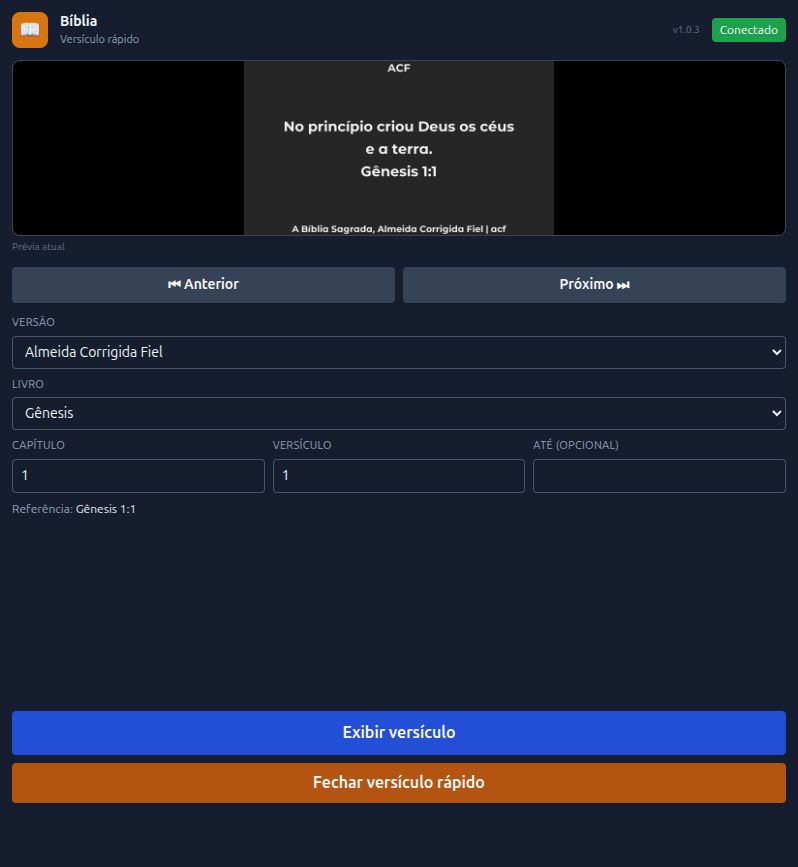 Bíblia
Versículo rápido
v1.0.3
Conectado
ACF
No princípio criou Deus os céus
e a terra.
Gênesis 1:1
A Bíblia Sagrada, Almeida Corrigida Fiel | acf
Prévia atual
⏮ Anterior
Próximo ⏭
VERSÃO
Almeida Corrigida Fiel
LIVRO
Gênesis
CAPÍTULO
VERSÍCULO
ATÉ (OPCIONAL)
1
1
Referência: Gênesis 1:1
Exibir versículo
Fechar versículo rápido